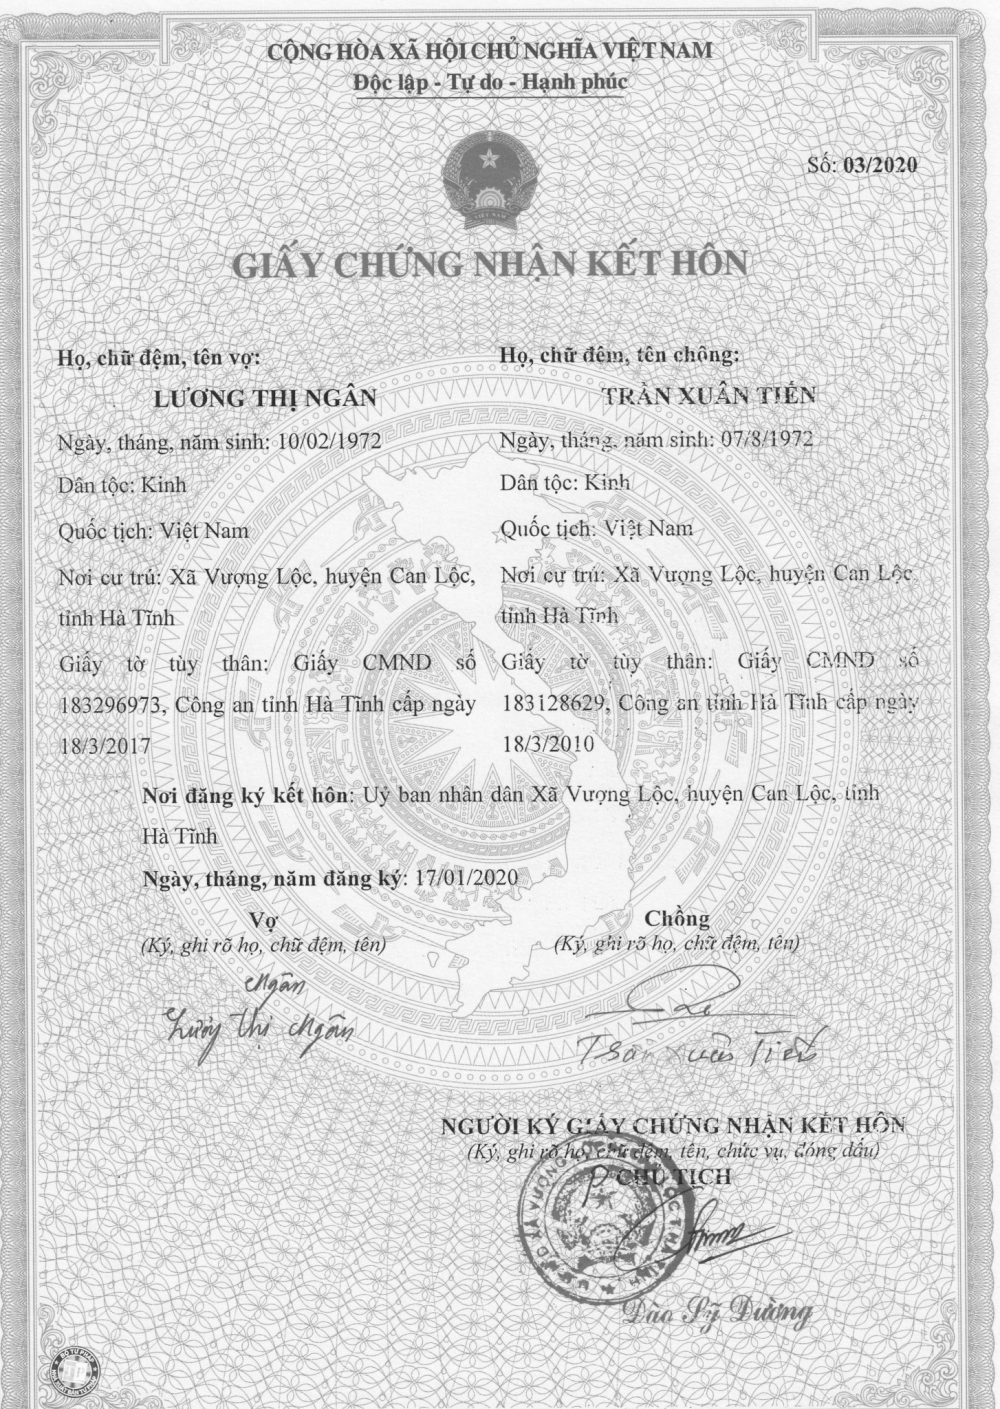 CỘNG HÒA XÃ HỘI CHỦ NGHĨA VIỆT NAM
Độc lập - Tự do - Hạnh phúc
Số: 03/2020
VIỆT NAM
GIẤY CHỨNG NHẬN KẾT HÔN
Họ, chữ đệm, tên vợ:
LƯƠNG THỊ NGÂN
Ngày, tháng, năm sinh: 10/02/1972
Dân tộc: Kinh
Quốc tịch: Việt Nam
Nơi cư trú: Xã Vượng Lộc, huyện Can Lộc,
tỉnh Hà Tĩnh
Giấy tờ tùy thân: Giấy CMND số
183296973, Công an tỉnh Hà Tĩnh cấp ngày
18/3/2017
Họ, chữ đệm, tên chồng:
TRẦN XUÂN TIẾN
Ngày, tháng, năm sinh: 07/8/1972
Dân tộc: Kinh
Quốc tịch: Việt Nam
Nơi cư trú: Xã Vượng Lộc, huyện Can Lộc,
tỉnh Hà Tĩnh
Giấy tờ tùy thân: Giấy CMND số
183128629, Công an tỉnh Hà Tĩnh cấp ngày
18/3/2010
Nơi đăng ký kết hôn: Uỷ ban nhân dân Xã Vượng Lộc, huyện Can Lộc, tỉnh
Hà Tĩnh
Ngày, tháng, năm đăng ký: 17/01/2020
Vợ
(Ký, ghi rõ họ, chữ đệm, tên)
Ngân
Lương Thị Ngân
Chồng
(Ký, ghi rõ họ, chữ đệm, tên)
Trần Xuân Tiến
NGƯỜI KÝ GIẤY CHỨNG NHẬN KẾT HÔN
(Ký, ghi rõ họ, chữ đệm, tên, chức vụ, đóng dấu)
CHỦ TỊCH
U.B.N.D XÃ VƯỢNG LỘC
Đào Sỹ Dường
BỘ TƯ PHÁP